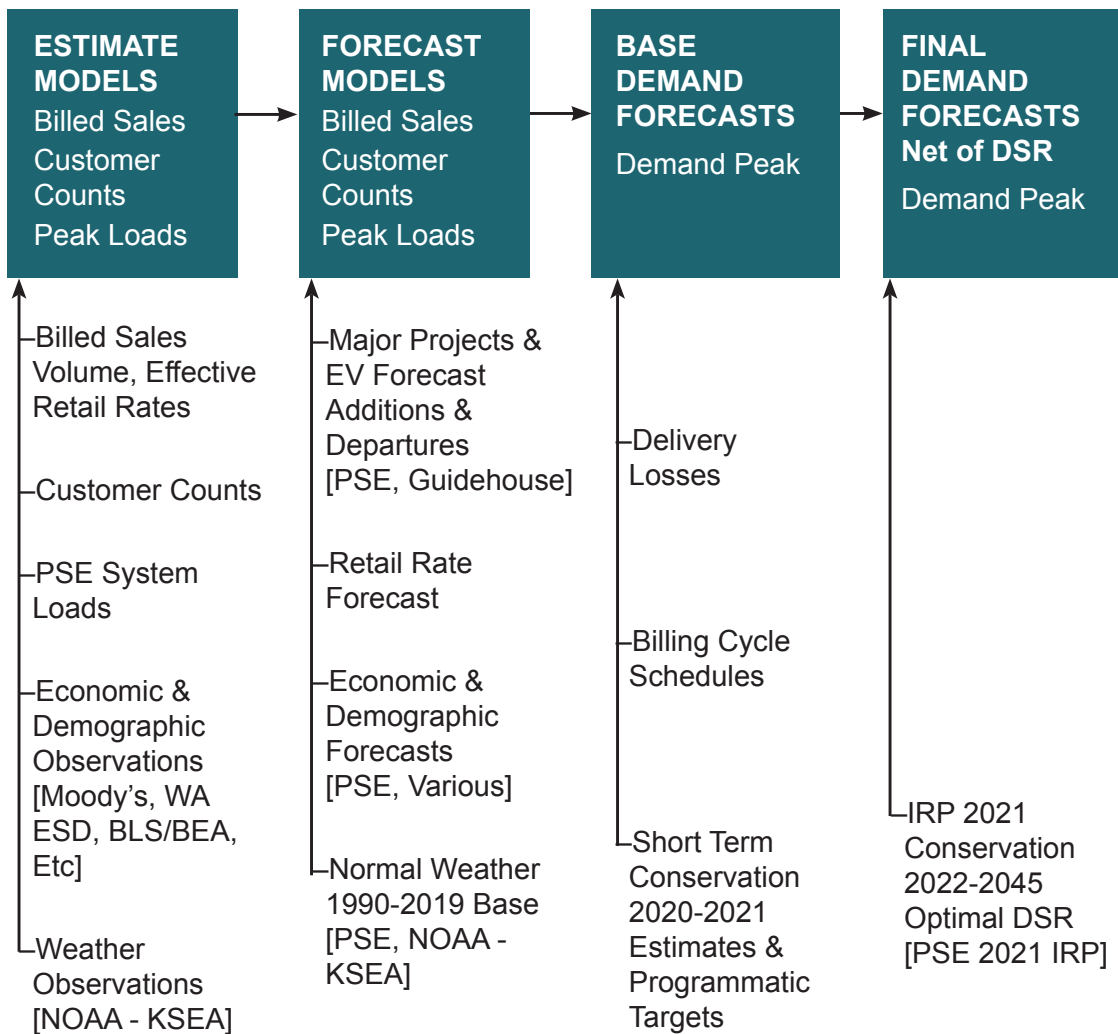 ESTIMATE
MODELS
Billed Sales
Customer
Counts
Peak Loads
FORECAST
MODELS
Billed Sales
Customer
Counts
Peak Loads
BASE
DEMAND
FORECASTS
Demand Peak
FINAL
DEMAND
FORECASTS
Net of DSR
Demand Peak
Billed Sales
Volume, Effective
Retail Rates
Customer Counts
PSE System
Loads
Economic &
Demographic
Observations
[Moody's, WA
ESD, BLS/BEA,
Etc]
Weather
Observations
[NOAA - KSEA]
Major Projects &
EV Forecast
Additions &
Departures
[PSE, Guidehouse]
Retail Rate
Forecast
Economic &
Demographic
Forecasts
[PSE, Various]
Normal Weather
1990-2019 Base
[PSE, NOAA -
KSEA]
Delivery
Losses
Billing Cycle
Schedules
Short Term
Conservation
2020-2021
Estimates &
Programmatic
Targets
IRP 2021
Conservation
2022-2045
Optimal DSR
[PSE 2021 IRP]